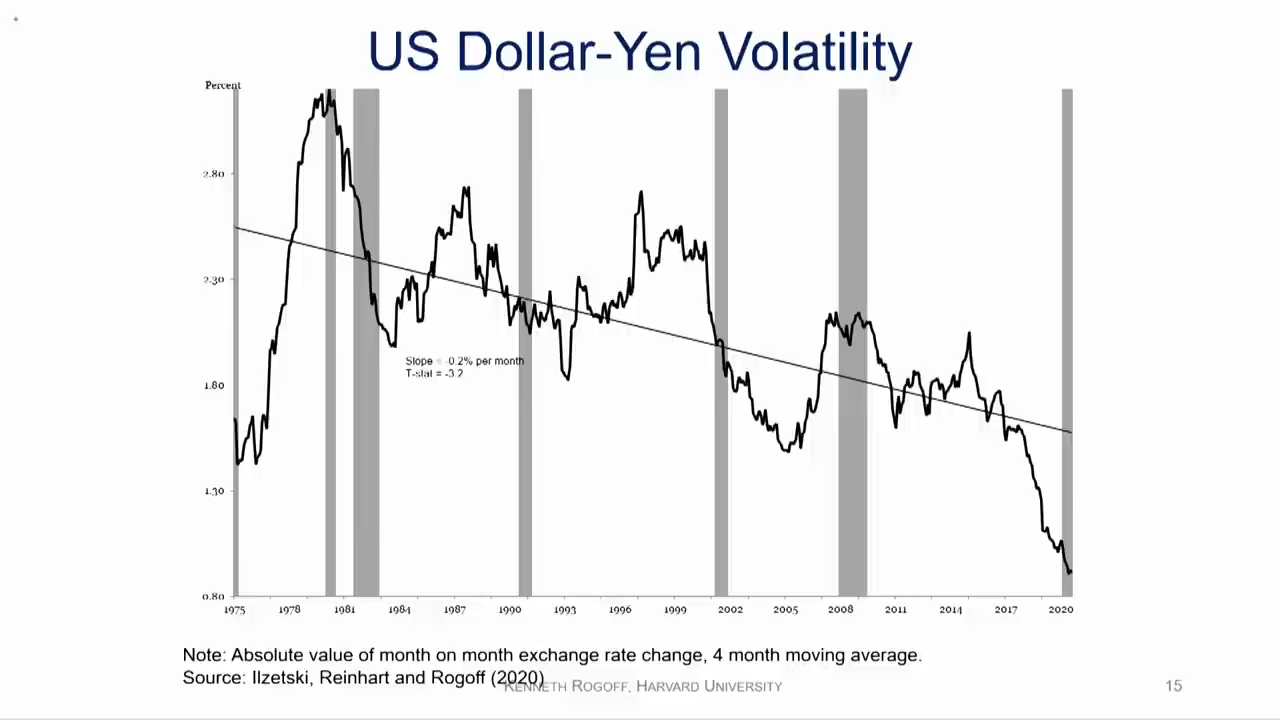 US Dollar-Yen Volatility
Percent
2.80
2.30
1.80
1.30
0.80
Slope = -0.2% per month
T-stat = -3.2
1975 1978 1981 1984 1987 1990 1993 1996 1999 2002 2005 2008 2011 2014 2017 2020
Note: Absolute value of month on month exchange rate change, 4 month moving average.
Source: Ilzetski, Reinhart and Rogoff (2020)
KENNETH ROGOFF, HARVARD UNIVERSITY
15